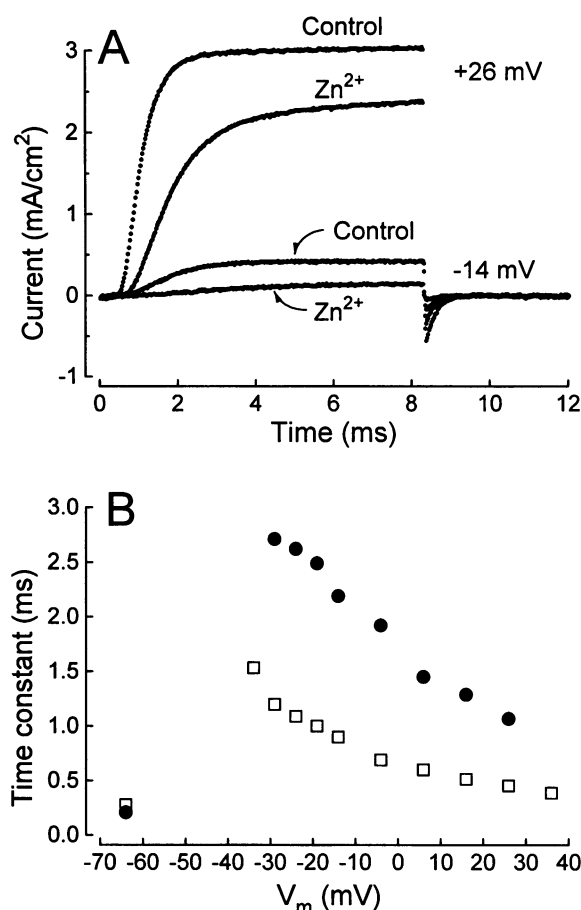 A
Control
+26 mV
Zn²⁺
Control
-14 mV
Zn²⁺
Current (mA/cm²)
3
2
1
0
-1
0 2 4 6 8 10 12
Time (ms)
B
Time constant (ms)
3.0
2.5
2.0
1.5
1.0
0.5
0.0
-70 -60 -50 -40 -30 -20 -10 0 10 20 30 40
Vₘ (mV)